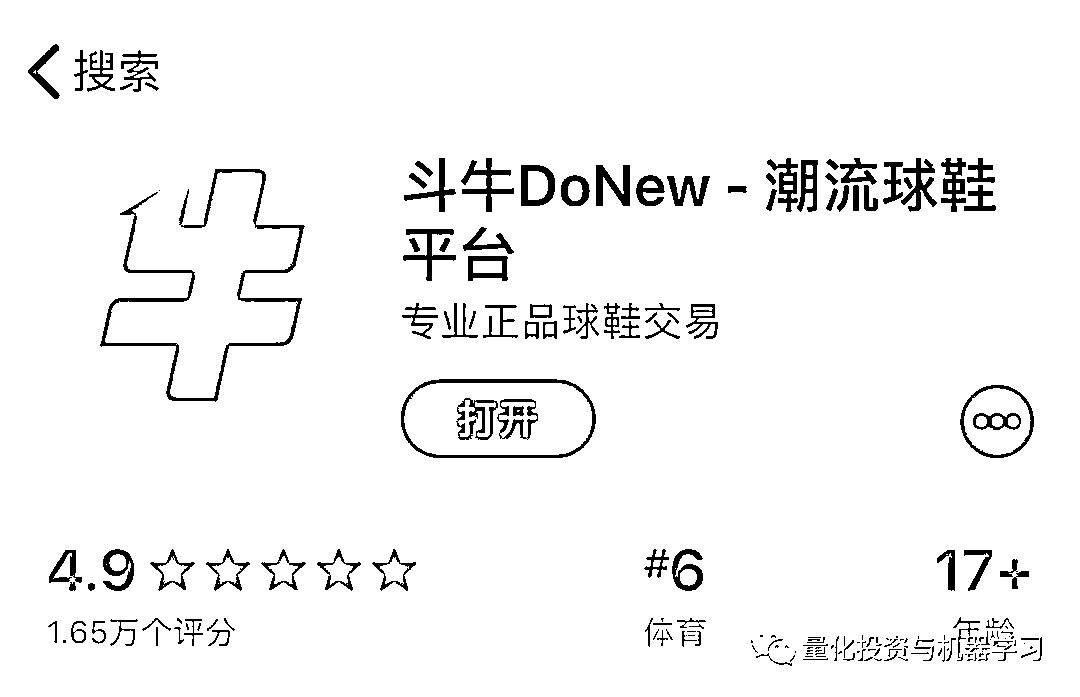 搜索
斗牛DoNew - 潮流球鞋
平台
专业正品球鞋交易
打开
4.9
#6
17+
1.65万个评分
体育
年龄
量化投资与机器学习